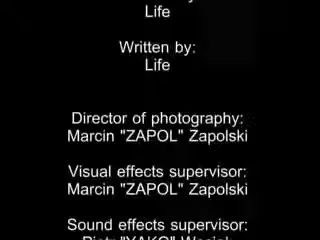 Life
Written by:
Life
Director of photography:
Marcin "ZAPOL" Zapolski
Visual effects supervisor:
Marcin "ZAPOL" Zapolski
Sound effects supervisor: